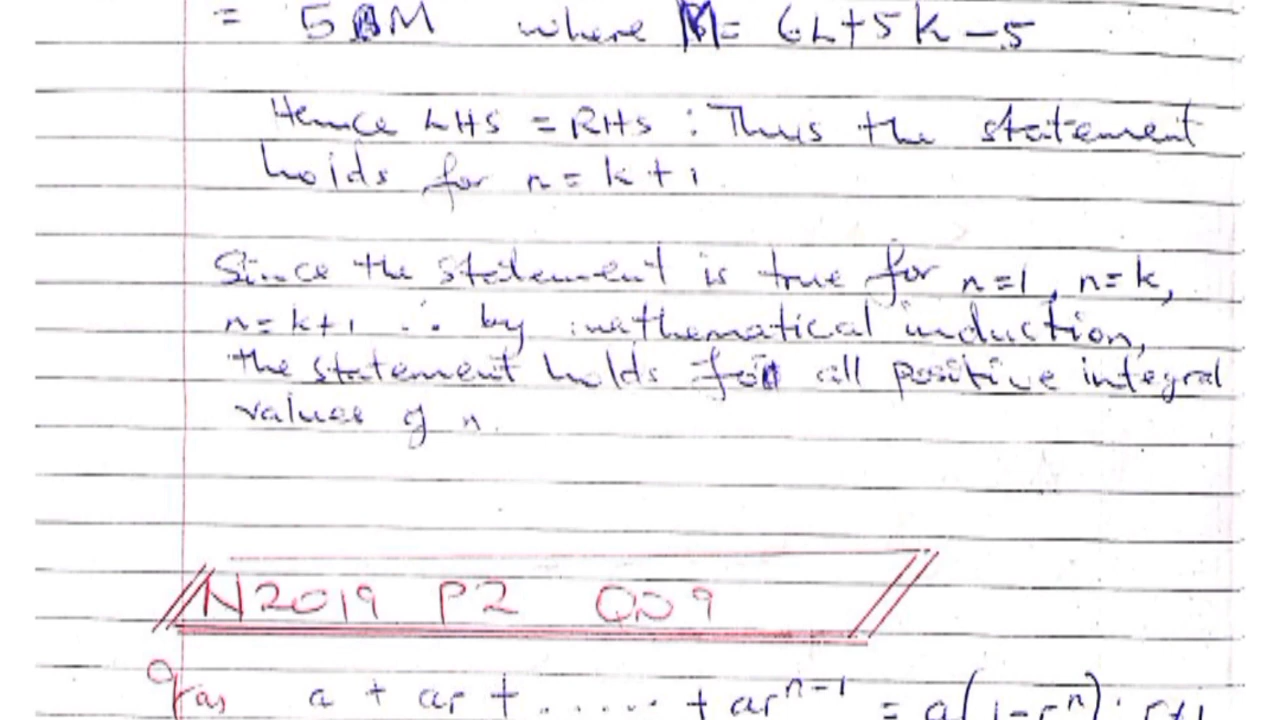 = 5M where M = 6L+5k-5
Hence LHS = RHS : Thus the statement
holds for n = k + 1
Since the statement is true for n=1, n=k,
n=k+1 ∴ by mathematical induction,
the statement holds for all positive integral
values of n.
N2019 P2 Q09
(a) a + ar + ..... + ar^{n-1} = a(1-r^n) ; r≠1